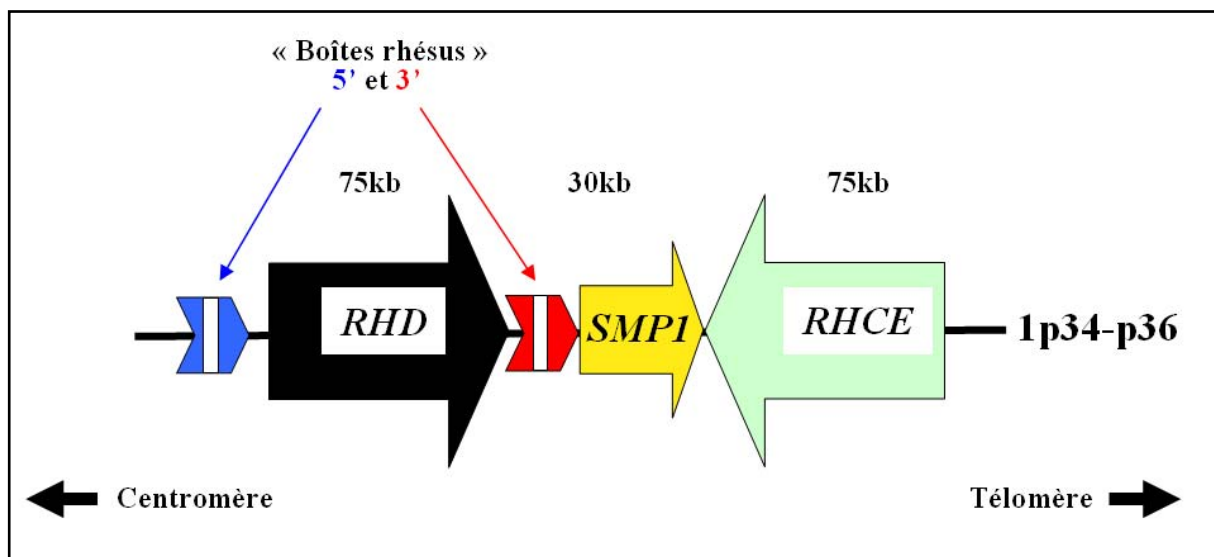 « Boîtes rhésus »
5’ et 3’
75kb 30kb 75kb
RHD SMP1 RHCE 1p34-p36
Centromère Télomère